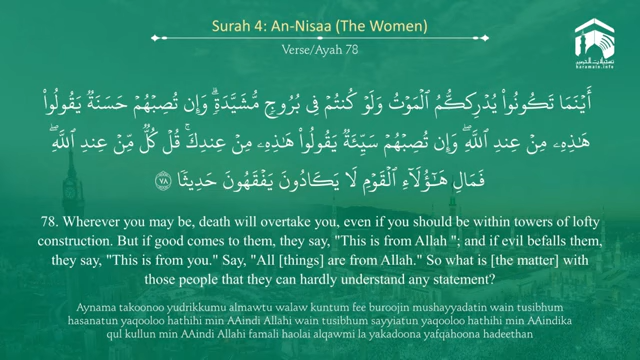 Surah 4: An-Nisaa (The Women)
Verse/Ayah 78
haramain.info
أَيْنَمَا تَكُونُوا۟ يُدْرِككُّمُ ٱلْمَوْتُ وَلَوْ كُنتُمْ فِى بُرُوجٍ مُّشَيَّدَةٍ ۗ وَإِن تُصِبْهُمْ حَسَنَةٌ يَقُولُوا۟
هَـٰذِهِۦ مِنْ عِندِ ٱللَّهِ ۖ وَإِن تُصِبْهُمْ سَيِّئَةٌ يَقُولُوا۟ هَـٰذِهِۦ مِنْ عِندِكَ ۚ قُلْ كُلٌّ مِّنْ عِندِ ٱللَّهِ ۖ
فَمَالِ هَـٰٓؤُلَآءِ ٱلْقَوْمِ لَا يَكَادُونَ يَفْقَهُونَ حَدِيثًا ٧٨
78. Wherever you may be, death will overtake you, even if you should be within towers of lofty
construction. But if good comes to them, they say, "This is from Allah "; and if evil befalls them,
they say, "This is from you." Say, "All [things] are from Allah." So what is [the matter] with
those people that they can hardly understand any statement?
Aynama takoonoo yudrikkumu almawtu walaw kuntum fee buroojin mushayyadatin wain tusibhum
hasanatun yaqooloo hathihi min AAindi Allahi wain tusibhum sayyiatun yaqooloo hathihi min AAindika
qul kullun min AAindi Allahi famali haolai alqawmi la yakadoona yafqahoona hadeethan